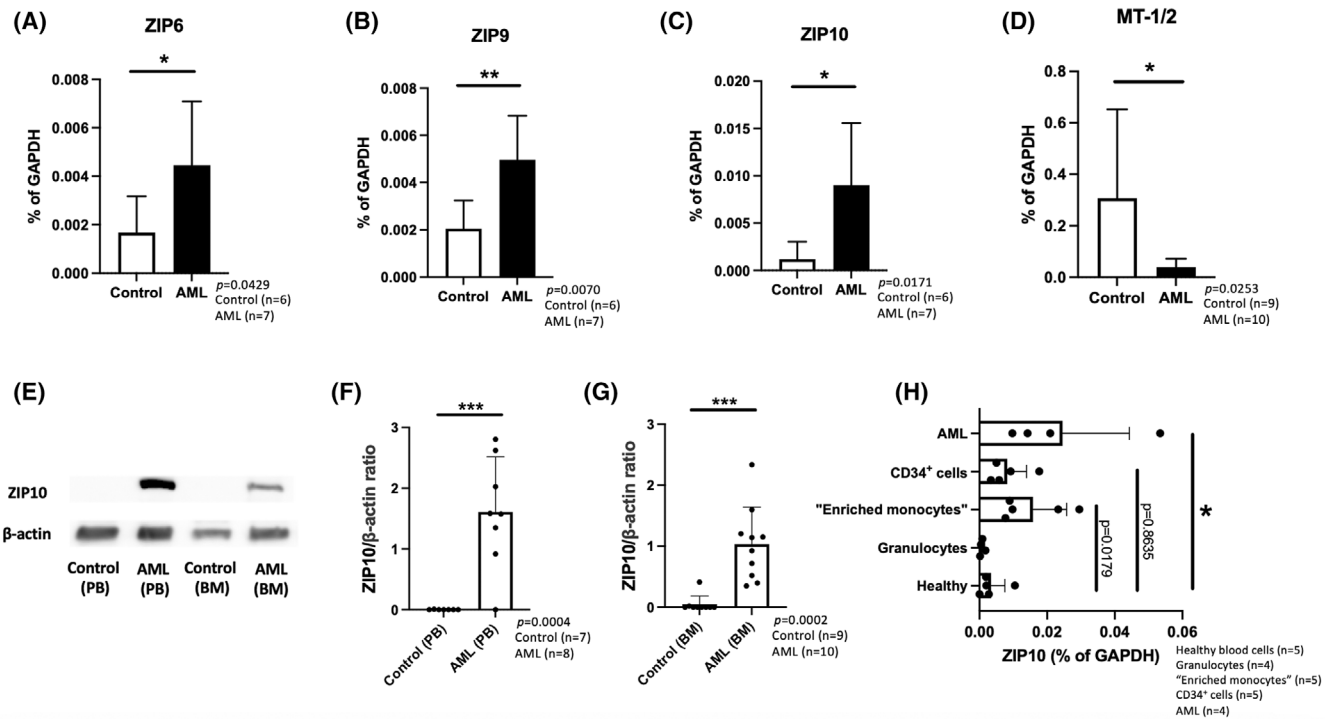 (A)
ZIP6
*
% of GAPDH
0.008
0.006
0.004
0.002
0.000
Control
AML
p=0.0429
Control (n=6)
AML (n=7)
(B)
ZIP9
**
% of GAPDH
0.008
0.006
0.004
0.002
0.000
Control
AML
p=0.0070
Control (n=6)
AML (n=7)
(C)
ZIP10
*
% of GAPDH
0.020
0.015
0.010
0.005
0.000
Control
AML
p=0.0171
Control (n=6)
AML (n=7)
(D)
MT-1/2
*
% of GAPDH
0.8
0.6
0.4
0.2
0.0
Control
AML
p=0.0253
Control (n=9)
AML (n=10)
(E)
ZIP10
β-actin
Control (PB)
AML (PB)
Control (BM)
AML (BM)
(F)
***
ZIP10/β-actin ratio
3
2
1
0
Control (PB)
AML (PB)
p=0.0004
Control (n=7)
AML (n=8)
(G)
***
ZIP10/β-actin ratio
3
2
1
0
Control (BM)
AML (BM)
p=0.0002
Control (n=9)
AML (n=10)
(H)
AML
CD34⁺ cells
"Enriched monocytes"
Granulocytes
Healthy
p=0.0179
p=0.8635
*
0.00
0.02
0.04
0.06
ZIP10 (% of GAPDH)
Healthy blood cells (n=5)
Granulocytes (n=4)
“Enriched monocytes” (n=5)
CD34⁺ cells (n=5)
AML (n=4)